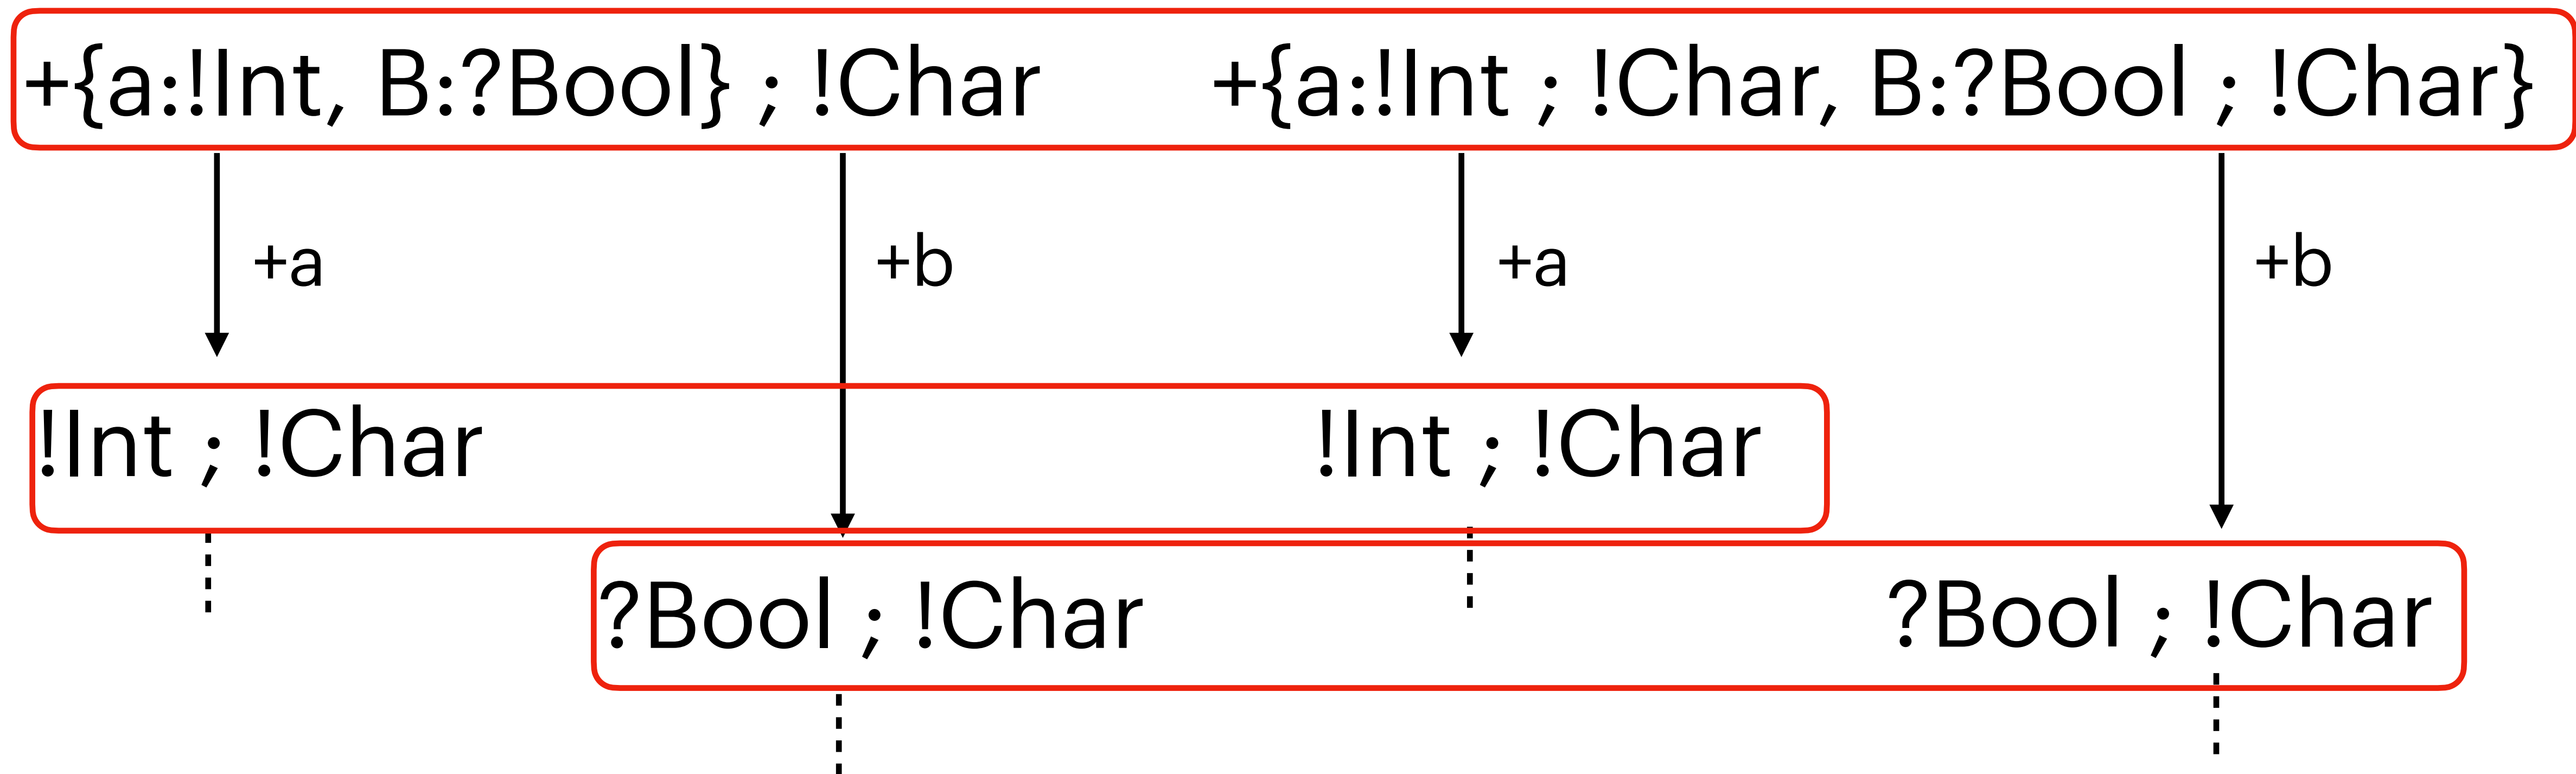 +{a:!Int, B:?Bool} ; !Char +{a:!Int ; !Char, B:?Bool ; !Char}
+a +b +a +b
!Int ; !Char !Int ; !Char
?Bool ; !Char ?Bool ; !Char